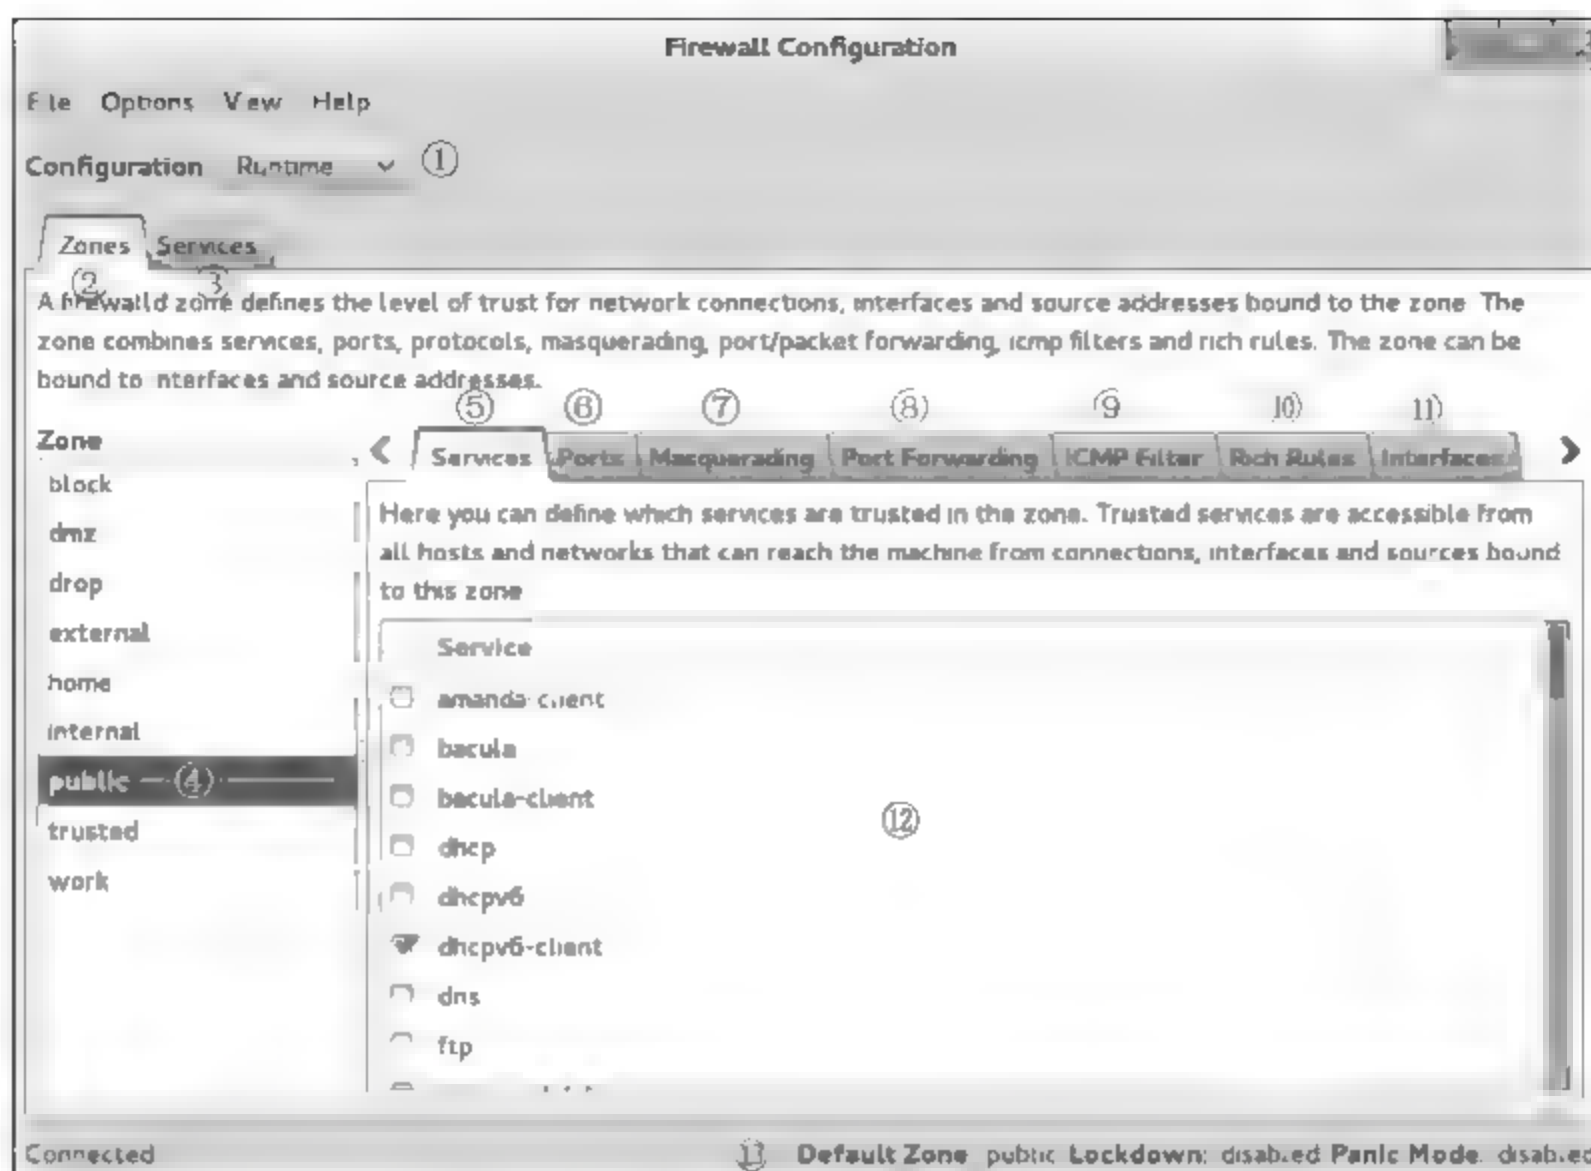 Firewall Configuration
File Options View Help
Configuration Runtime ①
Zones Services
② ③
A firewalld zone defines the level of trust for network connections, interfaces and source addresses bound to the zone. The
zone combines services, ports, protocols, masquerading, port/packet forwarding, icmp filters and rich rules. The zone can be
bound to interfaces and source addresses.
⑤ ⑥ ⑦ ⑧ ⑨ ⑩ ⑪
Zone
Services Ports Masquerading Port Forwarding ICMP Filter Rich Rules Interfaces
block
dmz
drop
external
home
internal
public ④
trusted
work
Here you can define which services are trusted in the zone. Trusted services are accessible from
all hosts and networks that can reach the machine from connections, interfaces and sources bound
to this zone
Service
amanda-client
bacula
bacula-client
dhcp
dhcpv6
dhcpv6-client
dns
ftp
⑫
Connected ⑬ Default Zone: public Lockdown: disabled Panic Mode: disabled